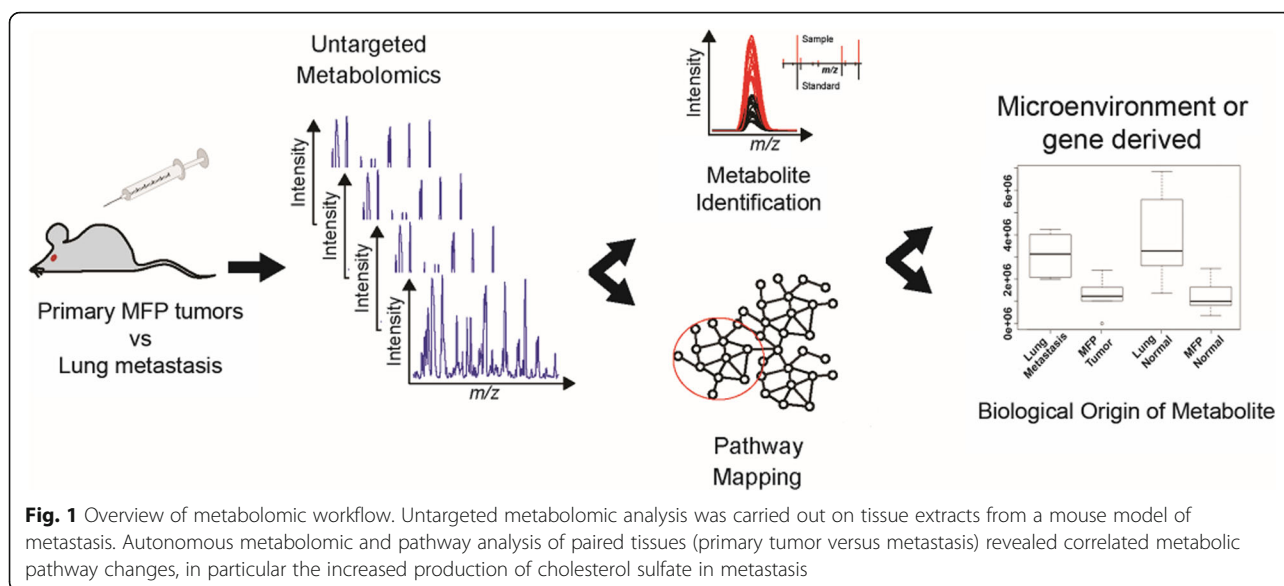 Untargeted
Metabolomics
Intensity
Intensity
Intensity
Intensity
m/z
Primary MFP tumors
vs
Lung metastasis
Intensity
m/z
Sample
m/z
Standard
Metabolite
Identification
Pathway
Mapping
Microenvironment or
gene derived
6e+06
4e+06
2e+06
0e+06
Lung
Metastasis
MFP
Tumor
Lung
Normal
MFP
Normal
Biological Origin of Metabolite
Fig. 1 Overview of metabolomic workflow. Untargeted metabolomic analysis was carried out on tissue extracts from a mouse model of
metastasis. Autonomous metabolomic and pathway analysis of paired tissues (primary tumor versus metastasis) revealed correlated metabolic
pathway changes, in particular the increased production of cholesterol sulfate in metastasis